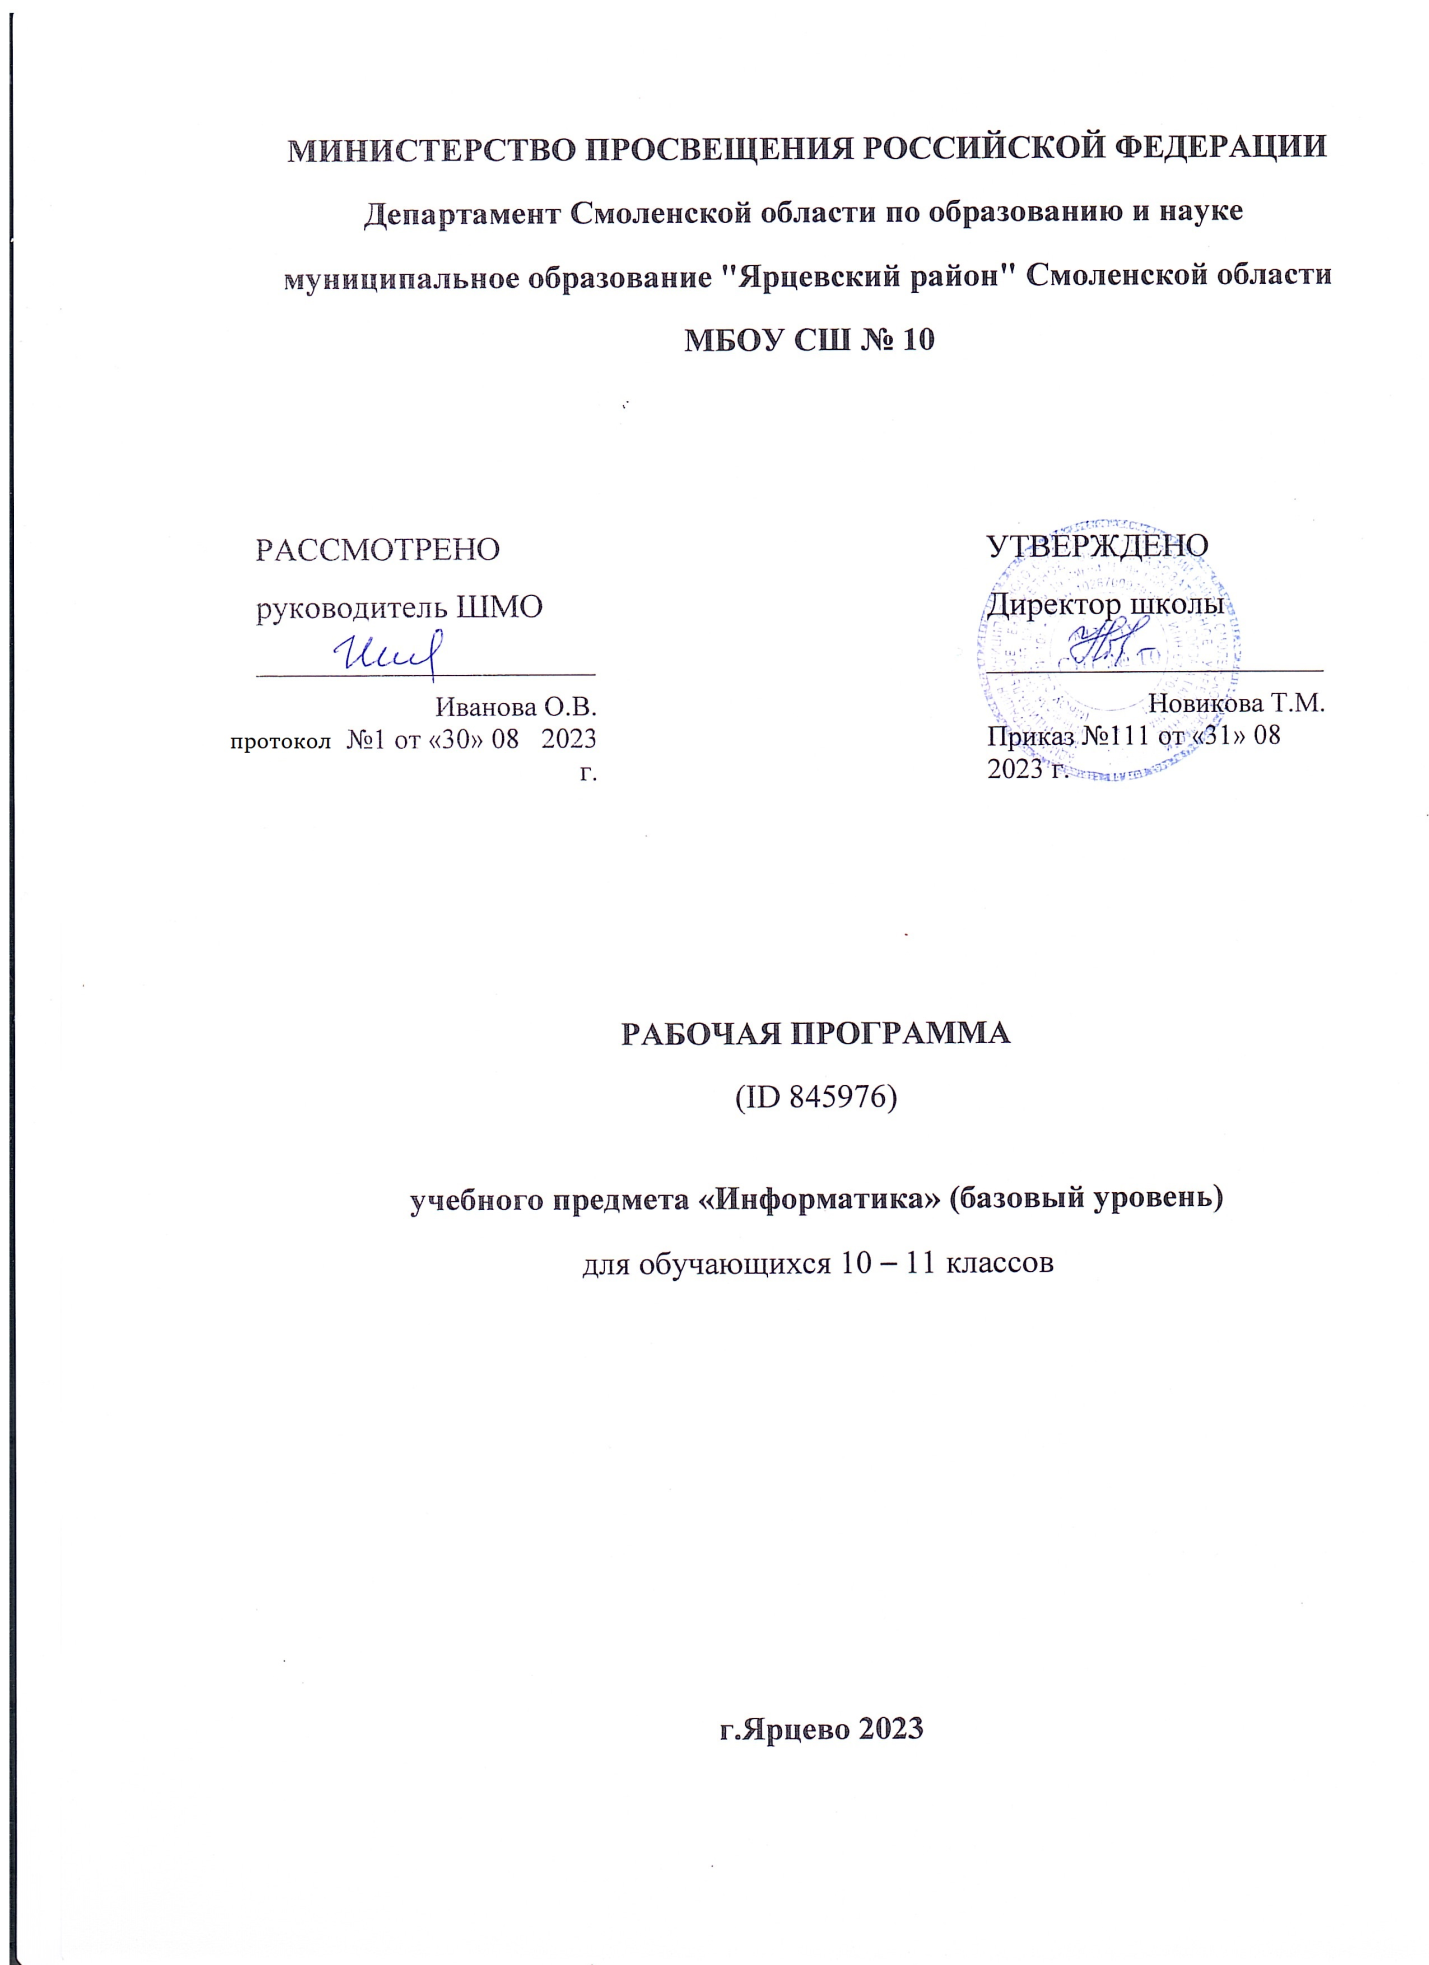 МИНИСТЕРСТВО ПРОСВЕЩЕНИЯ РОССИЙСКОЙ ФЕДЕРАЦИИ
Департамент Смоленской области по образованию и науке
муниципальное образование "Ярцевский район" Смоленской области
МБОУ СШ № 10
РАССМОТРЕНО
руководитель ШМО
Иванова О.В.
протокол №1 от «30» 08 2023
г.
УТВЕРЖДЕНО
Директор школы
Новикова Т.М.
Приказ №111 от «31» 08
2023 г.
РАБОЧАЯ ПРОГРАММА
(ID 845976)
учебного предмета «Информатика» (базовый уровень)
для обучающихся 10 – 11 классов
г.Ярцево 2023